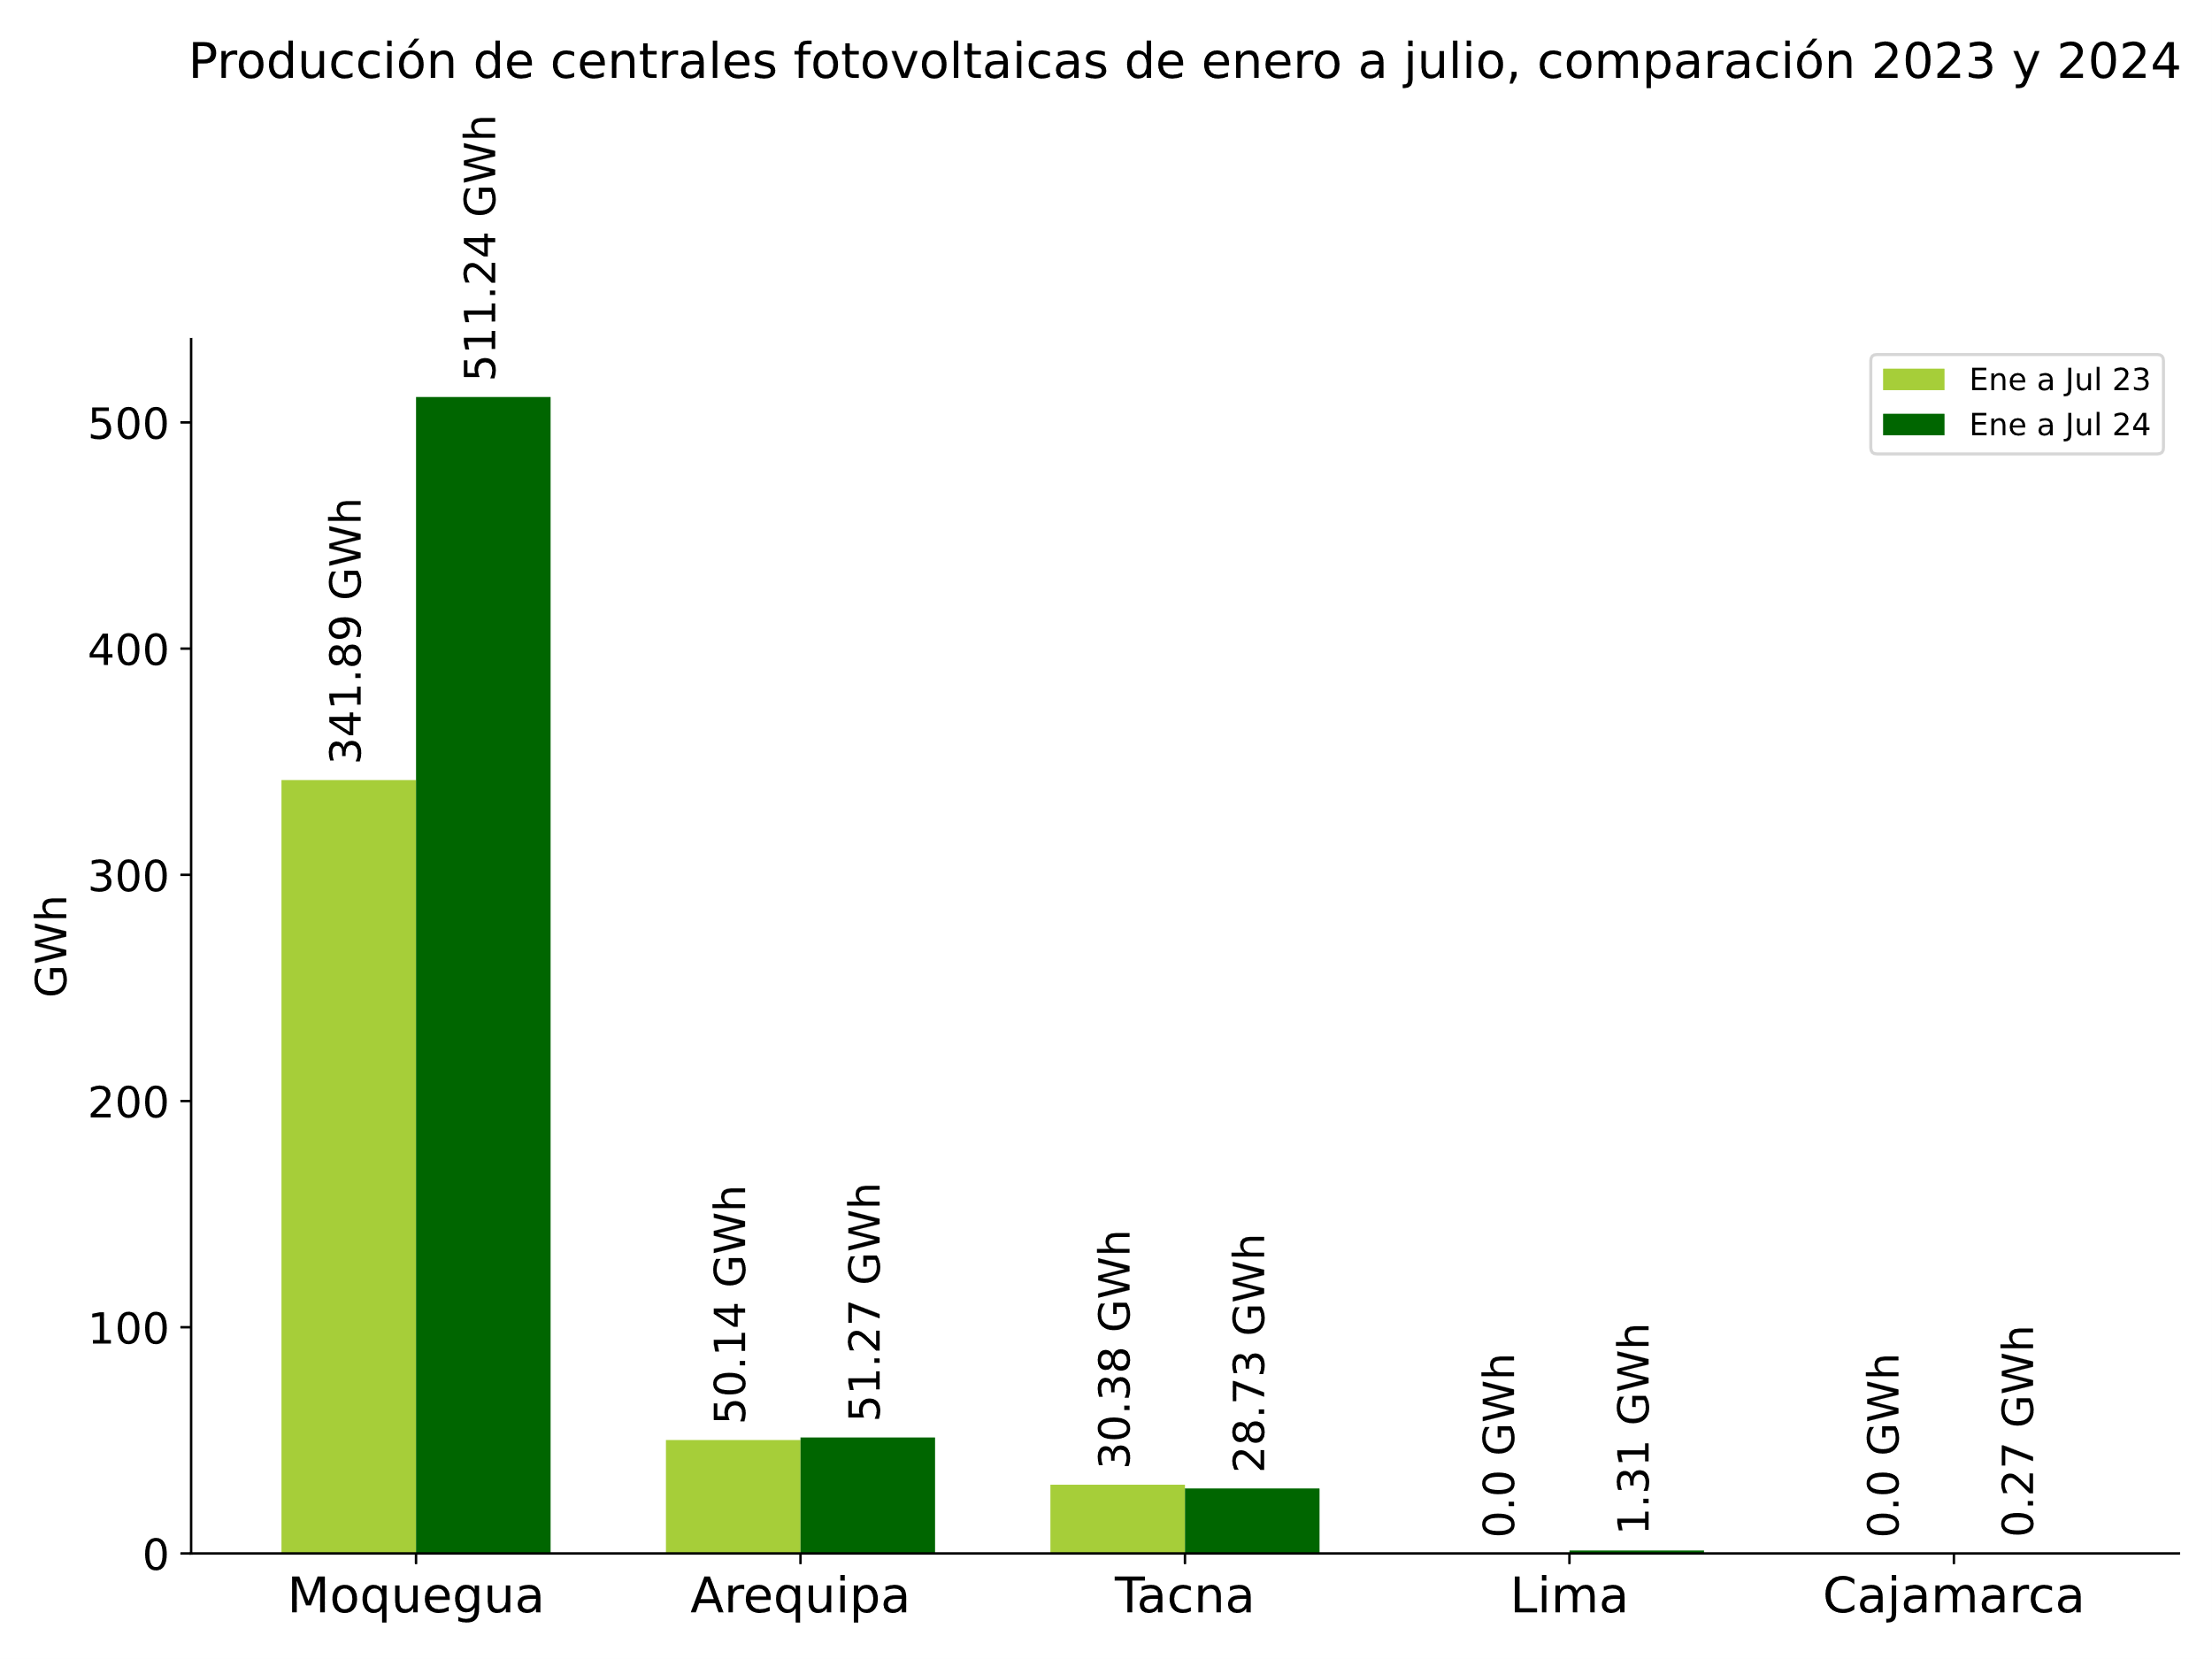 Producción de centrales fotovoltaicas de enero a julio, comparación 2023 y 2024
Ene a Jul 23
Ene a Jul 24
GWh
500
400
300
200
100
0
341.89 GWh
511.24 GWh
50.14 GWh
51.27 GWh
30.38 GWh
28.73 GWh
0.0 GWh
1.31 GWh
0.0 GWh
0.27 GWh
Moquegua
Arequipa
Tacna
Lima
Cajamarca